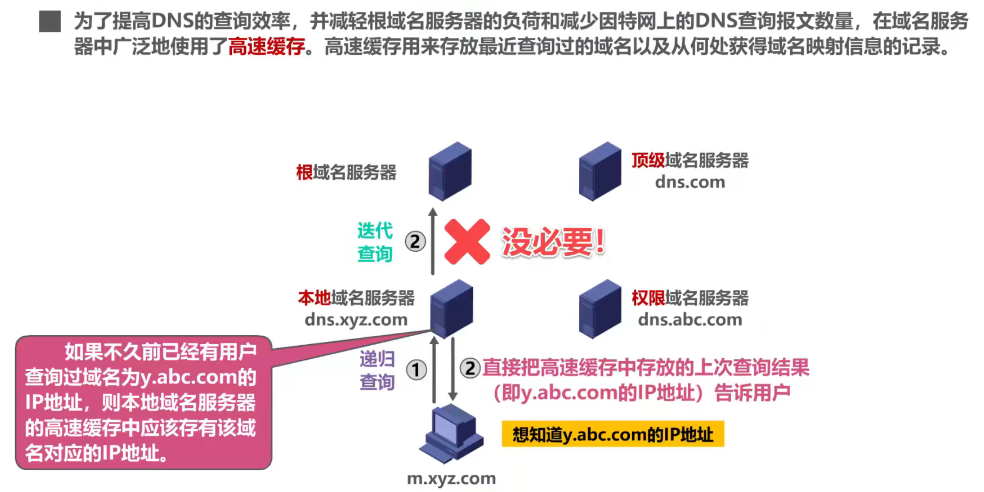 为了提高DNS的查询效率，并减轻根域名服务器的负荷和减少因特网上的DNS查询报文数量，在域名服务
器中广泛地使用了高速缓存。高速缓存用来存放最近查询过的域名以及从何处获得域名映射信息的记录。
根域名服务器
顶级域名服务器
dns.com
迭代
查询
②
没必要！
本地域名服务器
dns.xyz.com
权限域名服务器
dns.abc.com
如果不久前已经有用户
查询过域名为y.abc.com的
IP地址，则本地域名服务器
的高速缓存中应该存有该域
名对应的IP地址。
递归
查询
①
②直接把高速缓存中存放的上次查询结果
（即y.abc.com的IP地址）告诉用户
想知道y.abc.com的IP地址
m.xyz.com